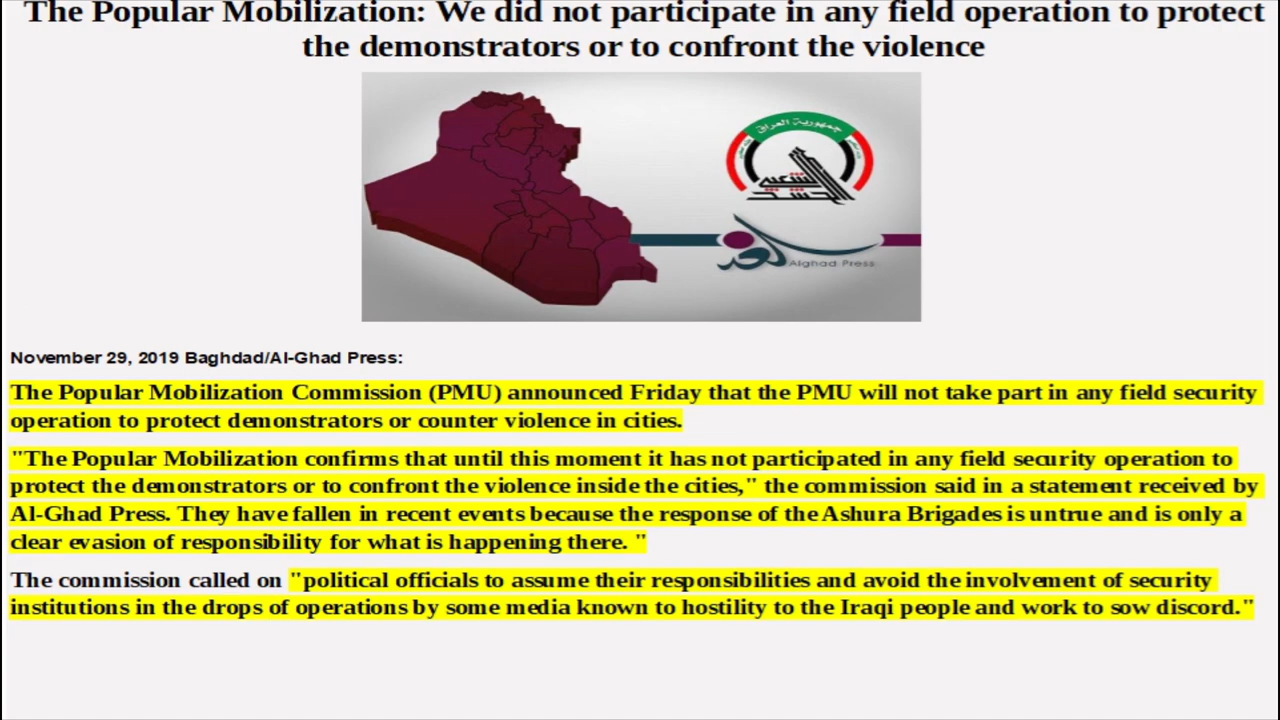 The Popular Mobilization: We did not participate in any field operation to protect
the demonstrators or to confront the violence
جمهورية العراق
الحشد
الشعبي
الغد
Alghad Press
November 29, 2019 Baghdad/Al-Ghad Press:
The Popular Mobilization Commission (PMU) announced Friday that the PMU will not take part in any field security
operation to protect demonstrators or counter violence in cities.
"The Popular Mobilization confirms that until this moment it has not participated in any field security operation to
protect the demonstrators or to confront the violence inside the cities," the commission said in a statement received by
Al-Ghad Press. They have fallen in recent events because the response of the Ashura Brigades is untrue and is only a
clear evasion of responsibility for what is happening there. "
The commission called on "political officials to assume their responsibilities and avoid the involvement of security
institutions in the drops of operations by some media known to hostility to the Iraqi people and work to sow discord."